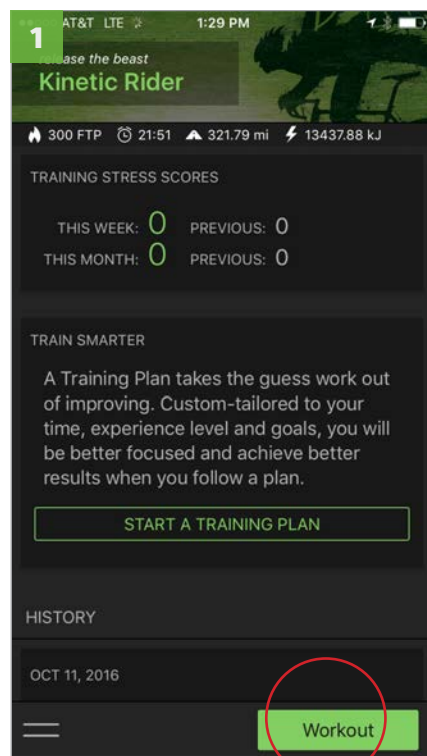 1
AT&T LTE 1:29 PM
release the beast
Kinetic Rider
300 FTP 21:51 321.79 mi 13437.88 kJ
TRAINING STRESS SCORES
THIS WEEK: 0 PREVIOUS: 0
THIS MONTH: 0 PREVIOUS: 0
TRAIN SMARTER
A Training Plan takes the guess work out
of improving. Custom-tailored to your
time, experience level and goals, you will
be better focused and achieve better
results when you follow a plan.
START A TRAINING PLAN
HISTORY
OCT 11, 2016
Workout